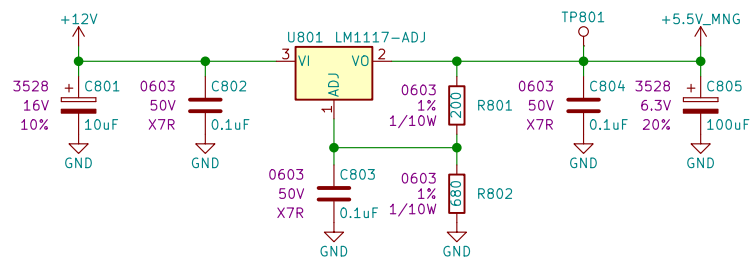 +12V
TP801
+5.5V_MNG
U801 LM1117-ADJ
3 VI VO 2
ADJ
1
3528
16V
10%
+
C801
10uF
GND
0603
50V
X7R
C802
0.1uF
GND
0603
1%
1/10W
200
R801
0603
50V
X7R
C804
0.1uF
GND
3528
6.3V
20%
+
C805
100uF
GND
0603
50V
X7R
C803
0.1uF
GND
0603
1%
1/10W
680
R802
GND